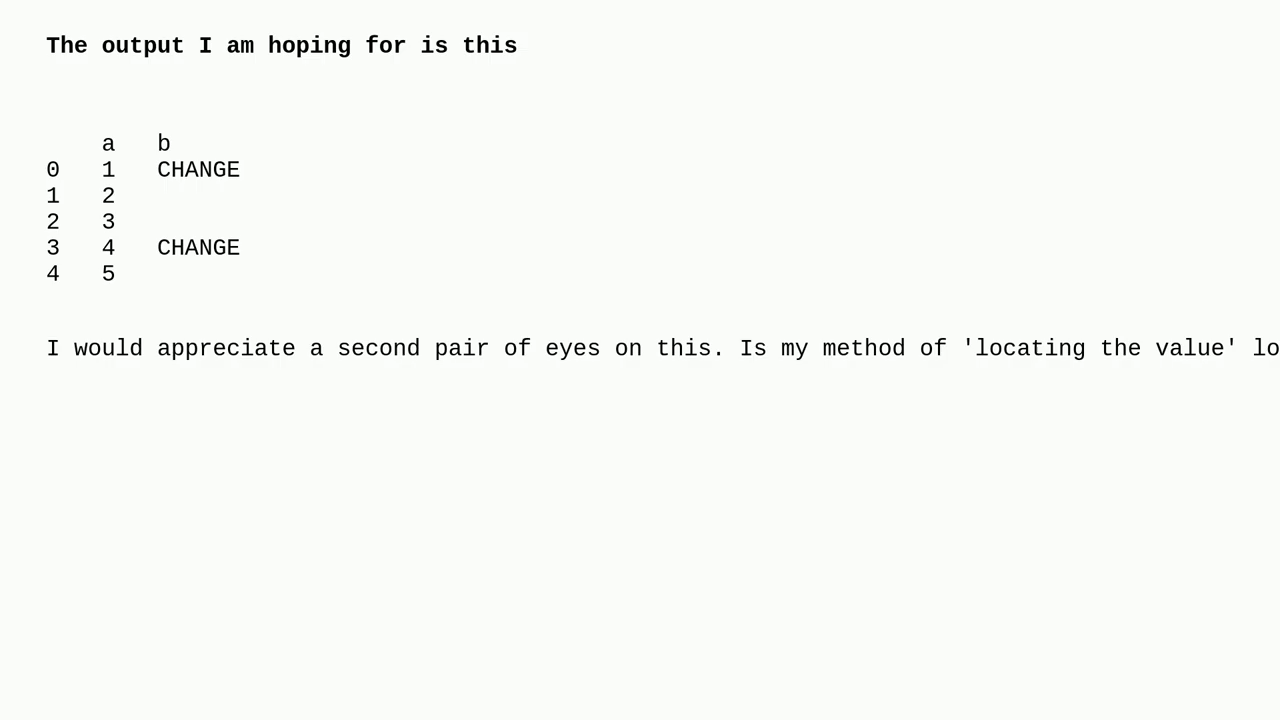 The output I am hoping for is this
a b
0 1 CHANGE
1 2
2 3
3 4 CHANGE
4 5
I would appreciate a second pair of eyes on this. Is my method of 'locating the value'